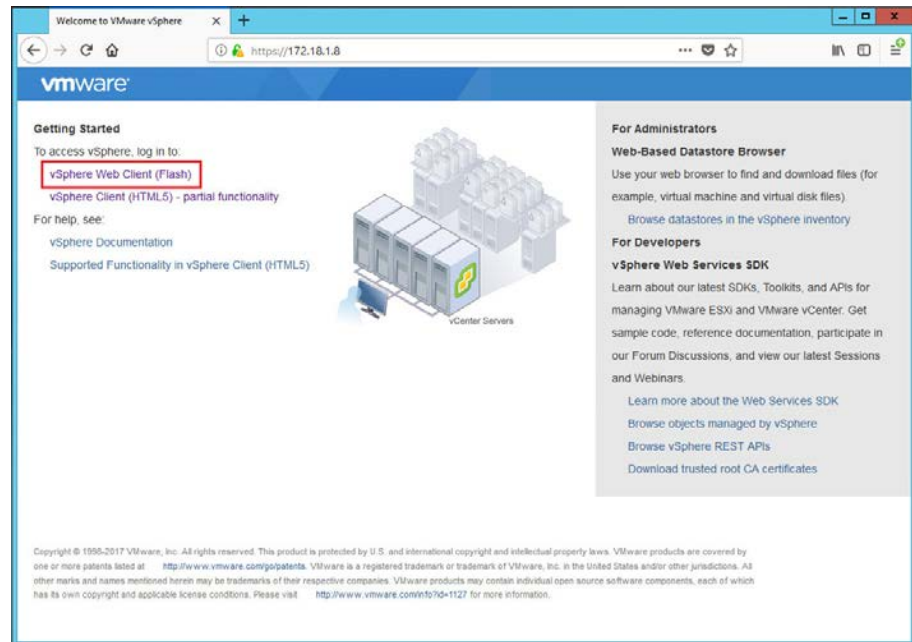 Welcome to VMware vSphere
https://172.18.1.8
vmware
Getting Started
To access vSphere, log in to:
vSphere Web Client (Flash)
vSphere Client (HTML5) - partial functionality
For help, see:
vSphere Documentation
Supported Functionality in vSphere Client (HTML5)
vCenter Servers
For Administrators
Web-Based Datastore Browser
Use your web browser to find and download files (for
example, virtual machine and virtual disk files).
Browse datastores in the vSphere inventory
For Developers
vSphere Web Services SDK
Learn about our latest SDKs, Toolkits, and APIs for
managing VMware ESXi and VMware vCenter. Get
sample code, reference documentation, participate in
our Forum Discussions, and view our latest Sessions
and Webinars
Learn more about the Web Services SDK
Browse objects managed by vSphere
Browse vSphere REST APIs
Download trusted root CA certificates
Copyright © 1998-2017 VMware, Inc. All rights reserved. This product is protected by U.S. and international copyright and intellectual property laws. VMware products are covered by
one or more patents listed at http://www.vmware.com/go/patents. VMware is a registered trademark or trademark of VMware, Inc. in the United States and/or other jurisdictions. All
other marks and names mentioned herein may be trademarks of their respective companies. VMware products may contain individual open source software components, each of which
has its own copyright and applicable license conditions. Please visit http://www.vmware.com/info?id=1127 for more information.